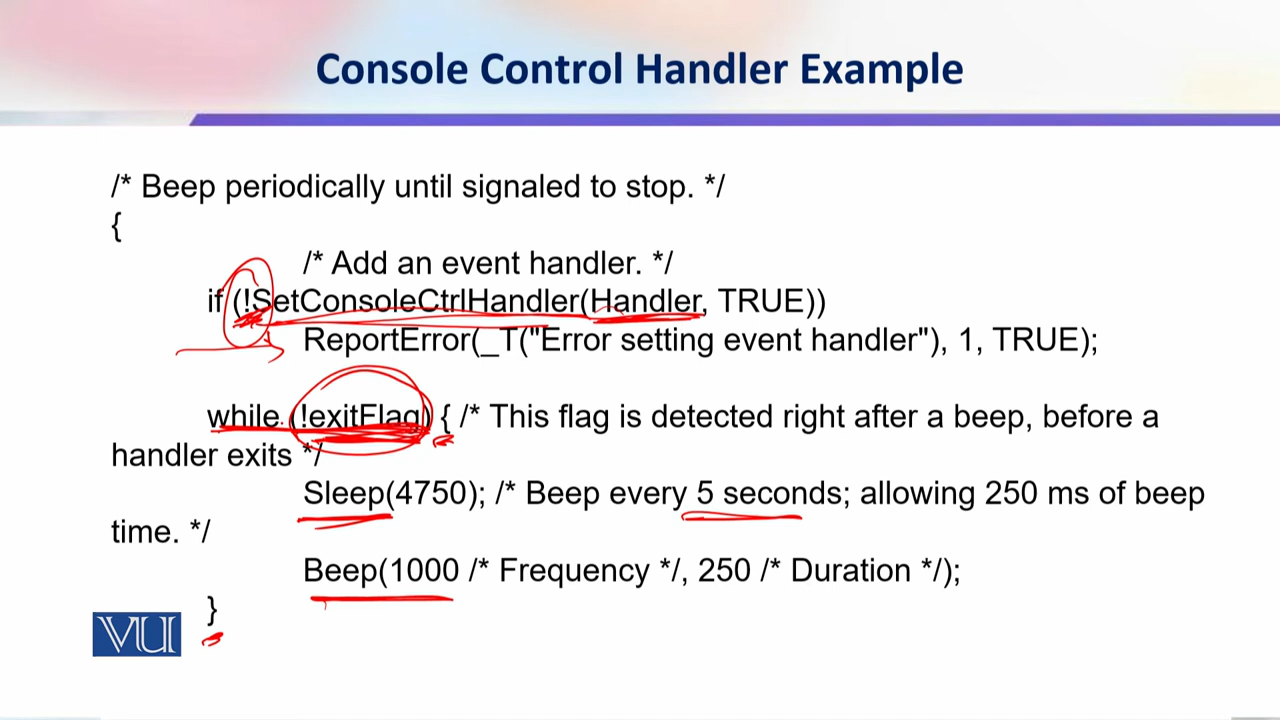 Console Control Handler Example
/* Beep periodically until signaled to stop. */
{
/* Add an event handler. */
if (!SetConsoleCtrlHandler(Handler, TRUE))
ReportError(_T("Error setting event handler"), 1, TRUE);
while (!exitFlag) { /* This flag is detected right after a beep, before a
handler exits */
Sleep(4750); /* Beep every 5 seconds; allowing 250 ms of beep
time. */
Beep(1000 /* Frequency */, 250 /* Duration */);
}
VU